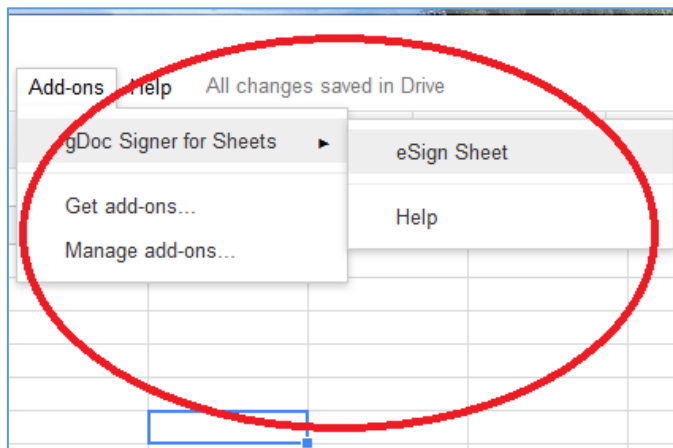 Add-ons Help All changes saved in Drive
gDoc Signer for Sheets ►
eSign Sheet
Help
Get add-ons...
Manage add-ons...